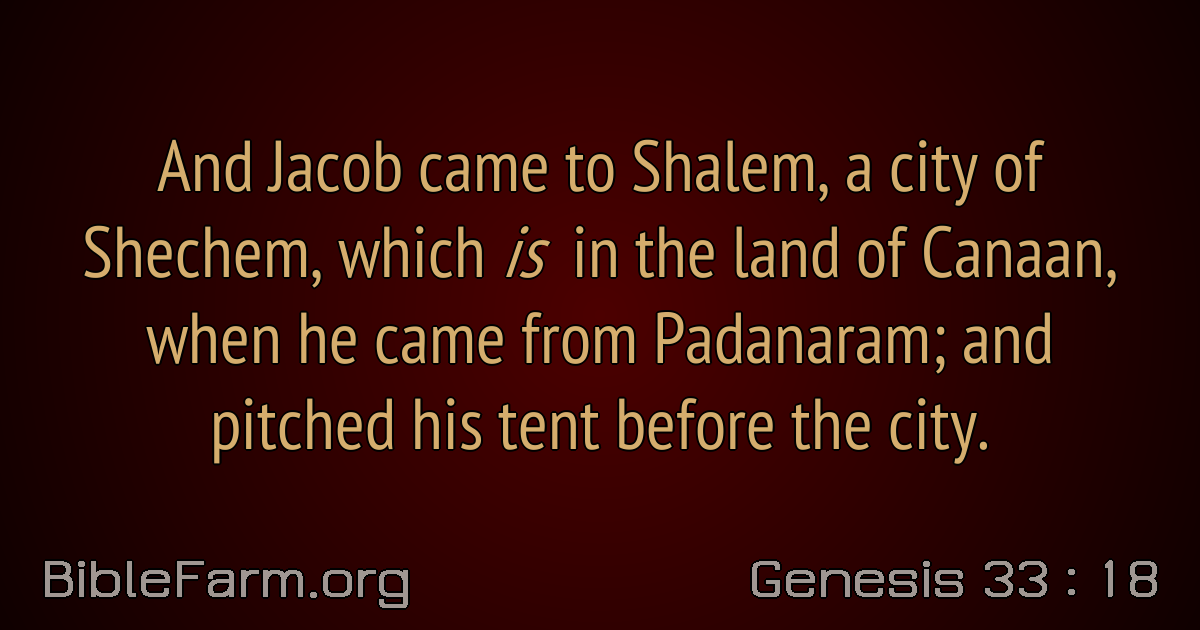 And Jacob came to Shalem, a city of
Shechem, which is in the land of Canaan,
when he came from Padanaram; and
pitched his tent before the city.
BibleFarm.org
Genesis 33 : 18